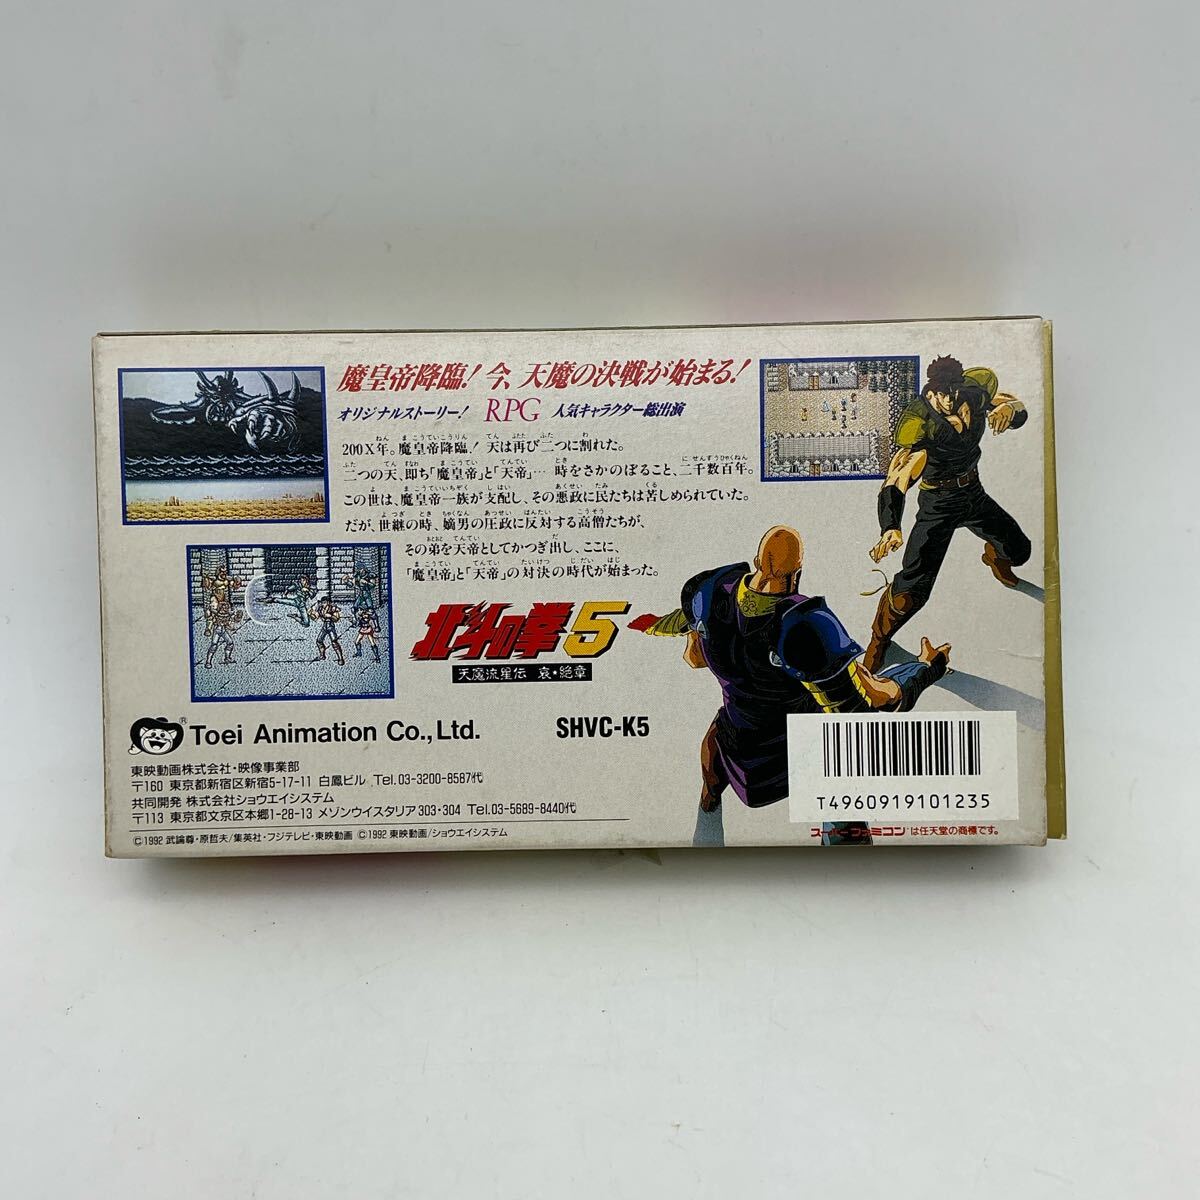 魔皇帝降臨！今、天魔の決戦が始まる！
オリジナルストーリー！ RPG 人気キャラクター総出演
200X年。魔皇帝降臨！天は再び二つに割れた。
二つの天、即ち「魔皇帝」と「天帝」… 時をさかのぼること、二千数百年。
この世は、魔皇帝一族が支配し、その悪政に民たちは苦しめられていた。
だが、世継の時、嫡男の圧政に反対する高僧たちが、
その弟を天帝としてかつぎ出し、ここに、
「魔皇帝」と「天帝」の対決の時代が始まった。
北斗の拳5
天魔流星伝 哀★絶章
® Toei Animation Co.,Ltd. SHVC-K5
東映動画株式会社・映像事業部
〒160 東京都新宿区新宿5-17-11 白鳳ビル Tel.03-3200-8587代
共同開発 株式会社ショウエイシステム
〒113 東京都文京区本郷1-28-13 メゾンウイスタリア303・304 Tel.03-5689-8440代
©1992 武論尊・原哲夫/集英社・フジテレビ・東映動画 ©1992 東映動画/ショウエイシステム
T4960919101235
スーパーファミコンは任天堂の商標です。